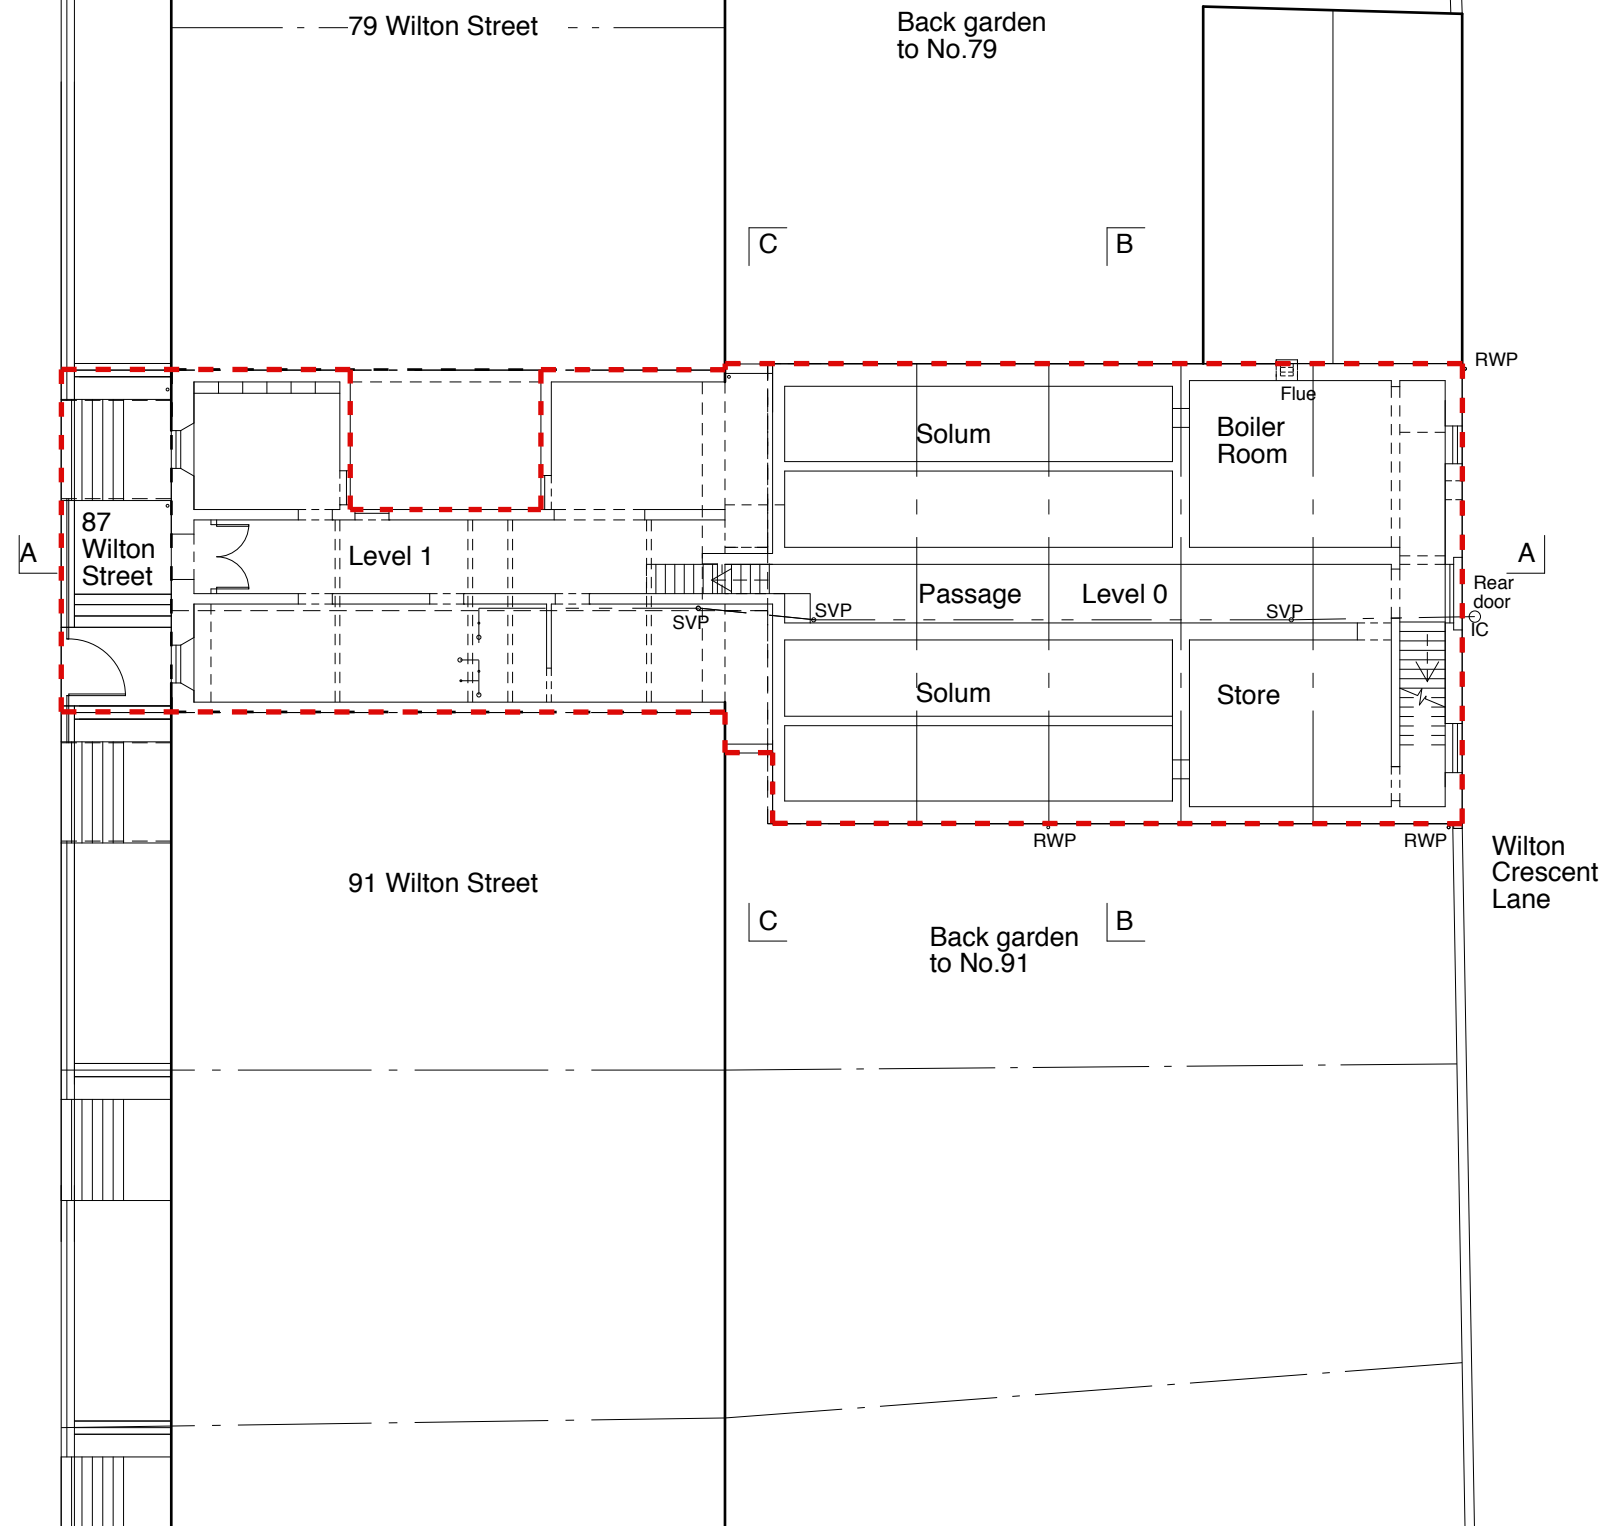 79 Wilton Street
Back garden
to No.79
C
B
RWP
Flue
Solum
Boiler
Room
87
Wilton
Street
A
Level 1
A
Passage
Level 0
Rear
door
SVP
SVP
SVP
IC
Solum
Store
RWP
RWP
Wilton
Crescent
Lane
91 Wilton Street
C
B
Back garden
to No.91